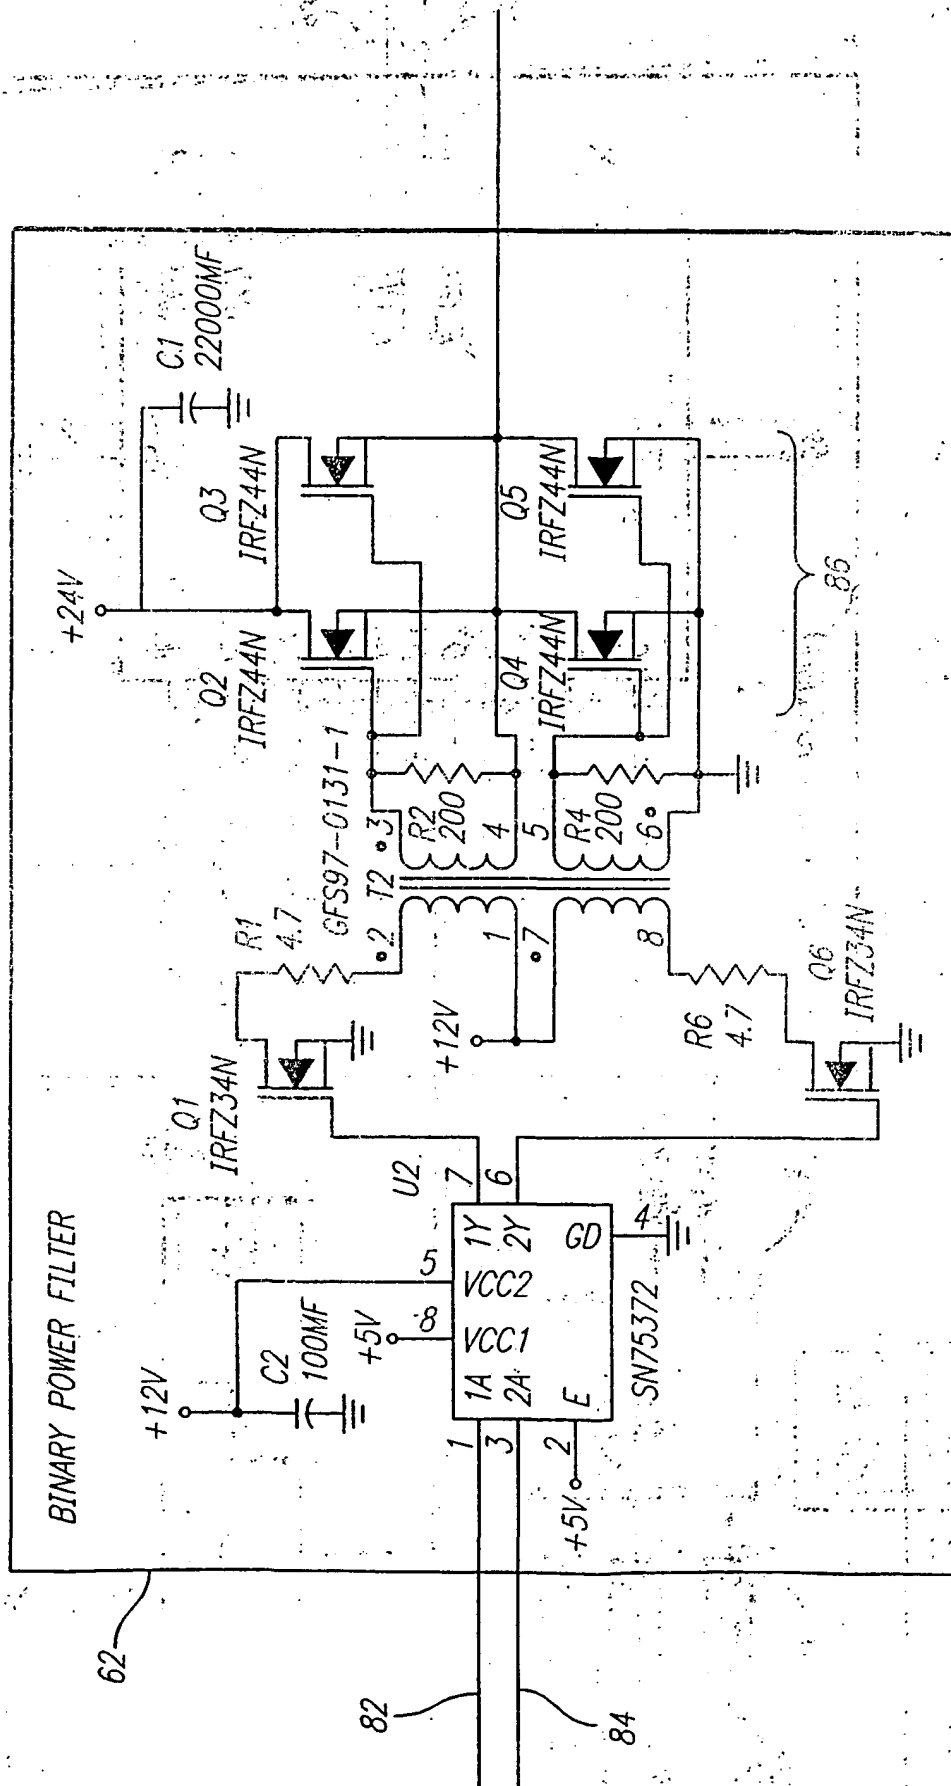 BINARY POWER FILTER
62
82
84
+12V
C2
100MF
+5V
8
5
VCC2
VCC1
1A
2A
E
1Y
2Y
GD
1
3
2
+5V
7
6
4
U2
SN75372
Q1
IRFZ34N
R1
4.7
+12V
R6
4.7
Q6
IRFZ34N
GFS97-0131-1
T2
2
1
7
8
3
4
5
6
R2
200
R4
200
+24V
C1
22000MF
Q2
IRFZ44N
Q3
IRFZ44N
Q4
IRFZ44N
Q5
IRFZ44N
86